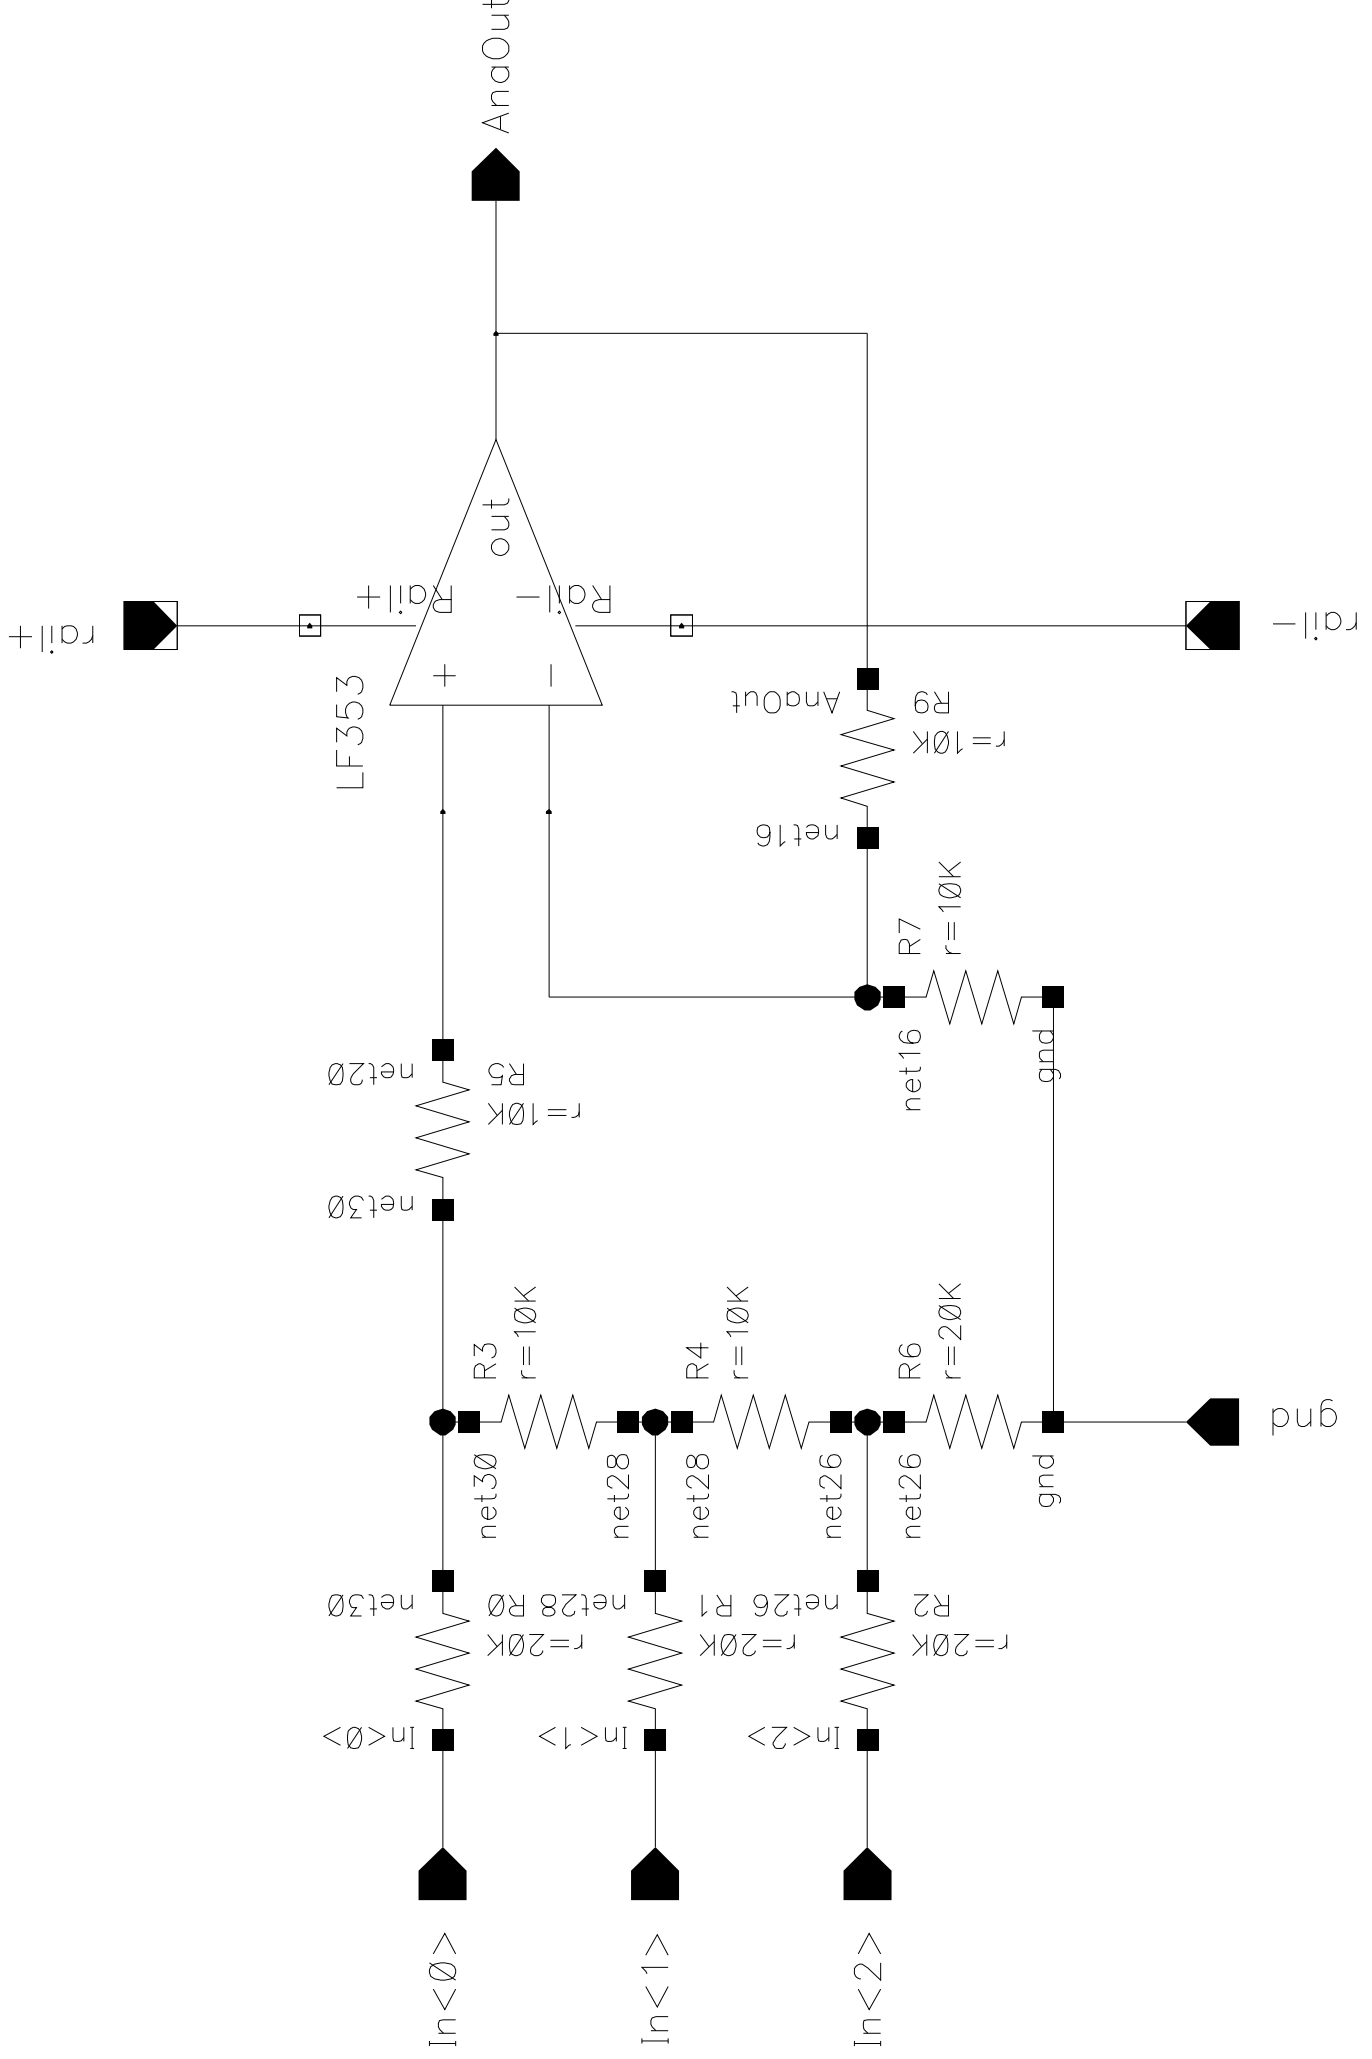 AnaOut
out
Rail+
Rail-
rail+
rail-
+
-
LF353
AnaOut
R9
r=10K
net16
R7
r=10K
net16
gnd
net20
R5
r=10K
net30
R3
r=10K
R4
r=10K
R6
r=20K
gnd
net30
net28
net28
net26
net26
gnd
net30
R0
r=20K
net28
R1
r=20K
net26
R2
r=20K
In<0>
In<1>
In<2>
In<0>
In<1>
In<2>